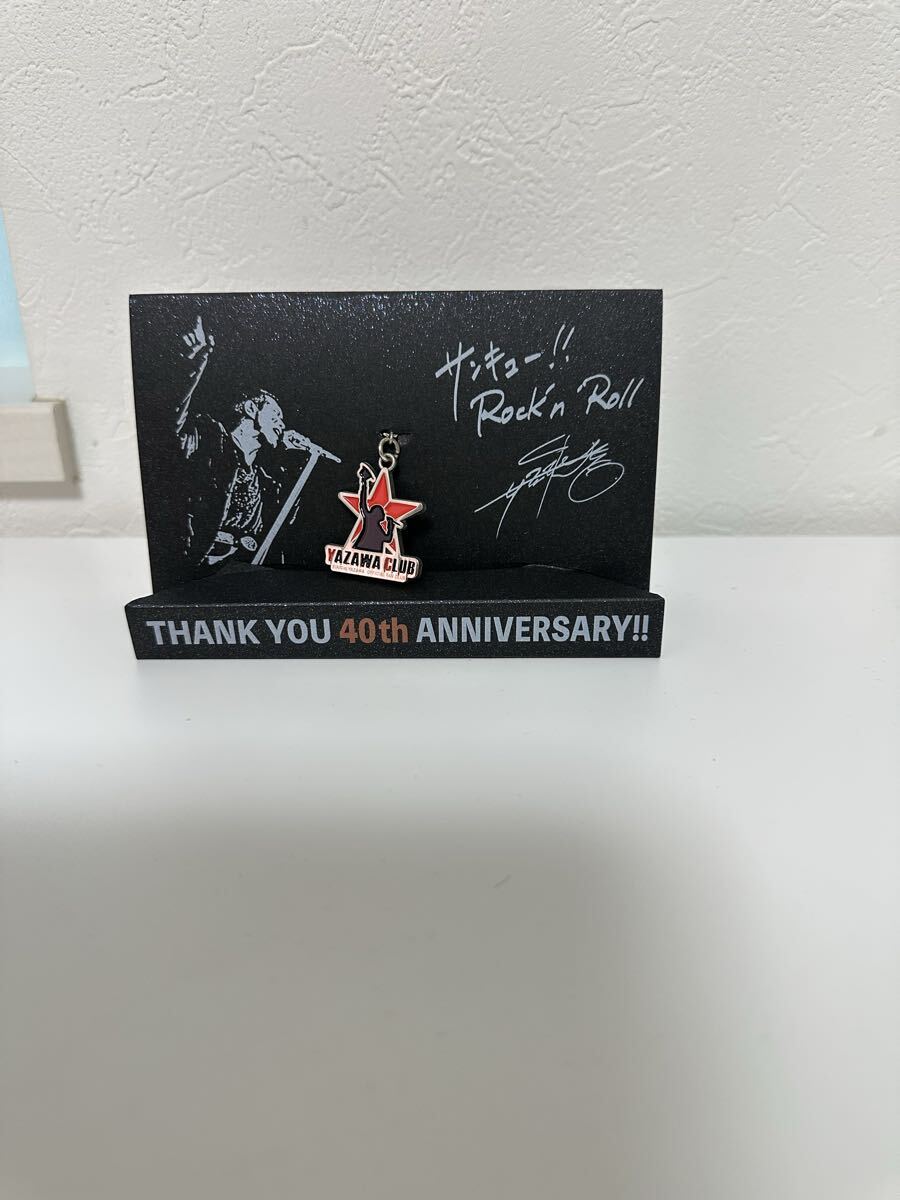 サンキュー!!
Rock'n Roll
YAZAWA CLUB
THANK YOU 40th ANNIVERSARY!!